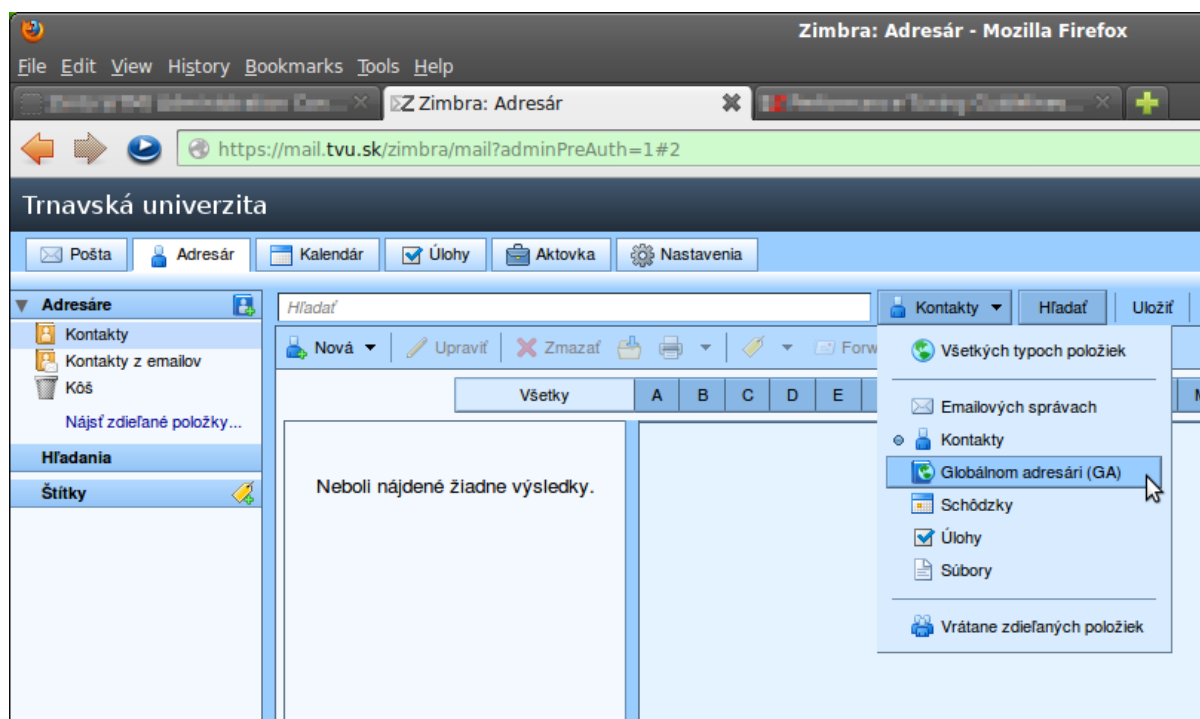 Zimbra: Adresár - Mozilla Firefox
File Edit View History Bookmarks Tools Help
Zimbra: Adresár
https://mail.tvu.sk/zimbra/mail?adminPreAuth=1#2
Trnavská univerzita
Pošta Adresár Kalendár Úlohy Aktovka Nastavenia
Adresáre
Kontakty
Kontakty z emailov
Kôš
Nájsť zdieľané položky...
Hľadania
Štítky
Hľadať Kontakty Hľadať Uložiť
Nová Upraviť Zmazať Forw
Všetky A B C D E
Neboli nájdené žiadne výsledky.
Všetkých typoch položiek
Emailových správach
Kontakty
Globálnom adresári (GA)
Schôdzky
Úlohy
Súbory
Vrátane zdieľaných položiek